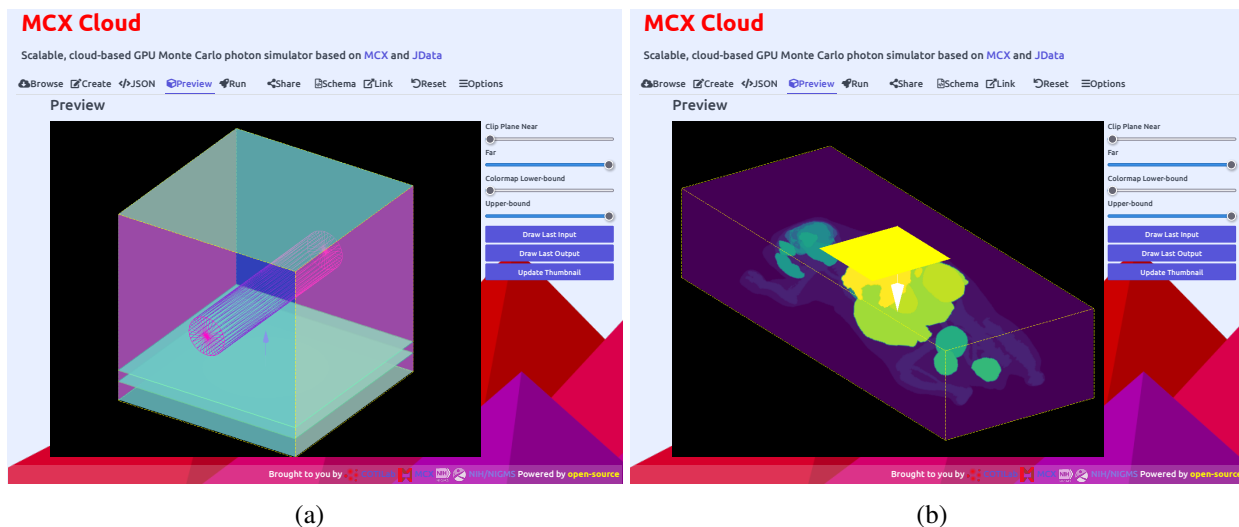 MCX Cloud
Scalable, cloud-based GPU Monte Carlo photon simulator based on MCX and JData
Browse Create </>JSON Preview Run Share Schema Link Reset Options
Preview
Clip Plane Near
Far
Colormap Lower-bound
Upper-bound
Draw Last Input
Draw Last Output
Update Thumbnail
Brought to you by MCX NIH NIH/NIGMS Powered by open-source
(a)
MCX Cloud
Scalable, cloud-based GPU Monte Carlo photon simulator based on MCX and JData
Browse Create </>JSON Preview Run Share Schema Link Reset Options
Preview
Clip Plane Near
Far
Colormap Lower-bound
Upper-bound
Draw Last Input
Draw Last Output
Update Thumbnail
Brought to you by MCX NIH NIH/NIGMS Powered by open-source
(b)